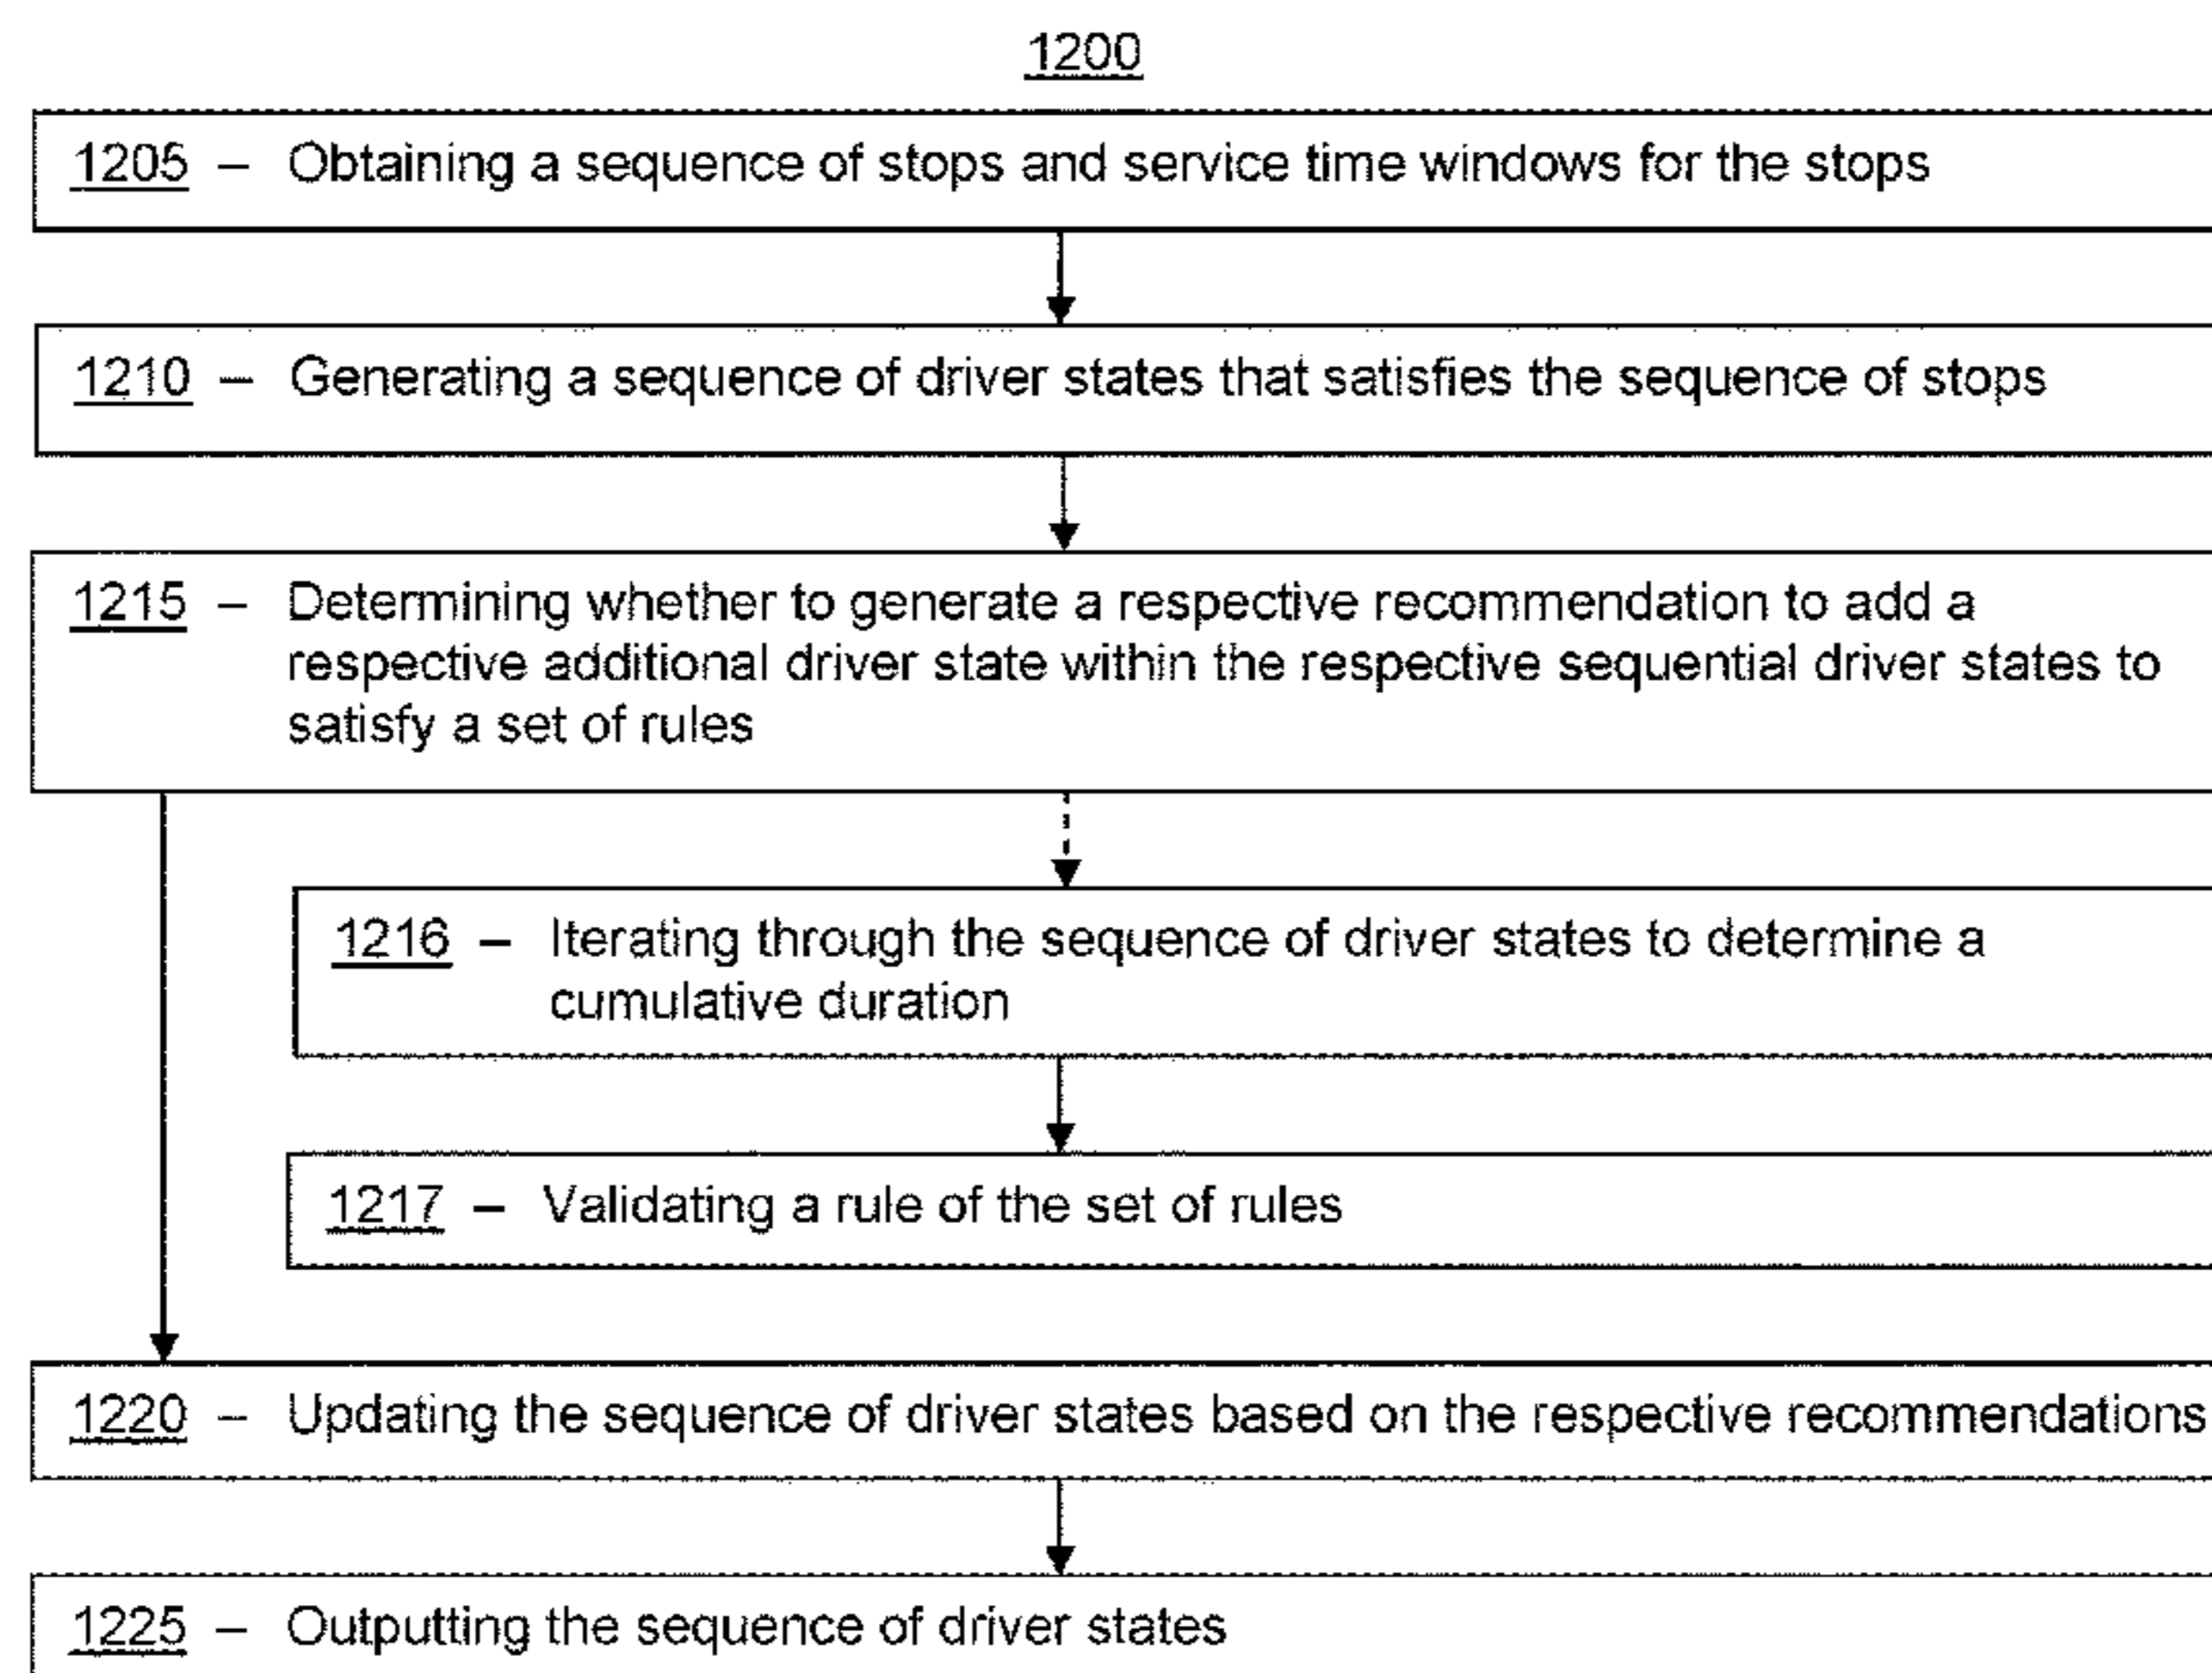 1200
1205 – Obtaining a sequence of stops and service time windows for the stops
1210 – Generating a sequence of driver states that satisfies the sequence of stops
1215 – Determining whether to generate a respective recommendation to add a
respective additional driver state within the respective sequential driver states to
satisfy a set of rules
1216 – Iterating through the sequence of driver states to determine a
cumulative duration
1217 – Validating a rule of the set of rules
1220 – Updating the sequence of driver states based on the respective recommendations
1225 – Outputting the sequence of driver states